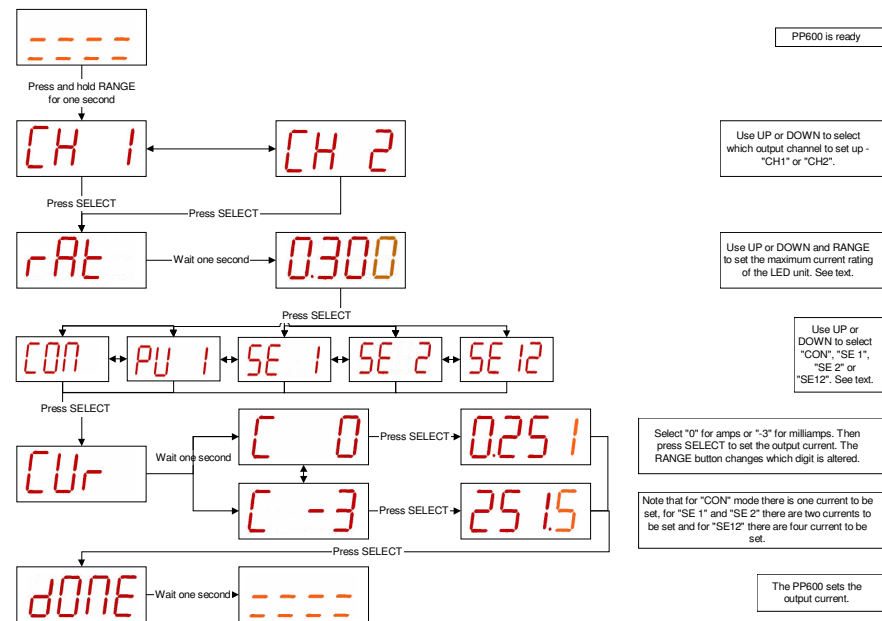 PP600 is ready
Press and hold RANGE
for one second
CH 1
CH 2
Use UP or DOWN to select
which output channel to set up -
"CH1" or "CH2".
Press SELECT
Press SELECT
rAt
Wait one second
0.300
Use UP or DOWN and RANGE
to set the maximum current rating
of the LED unit. See text.
Press SELECT
CON
PU 1
SE 1
SE 2
SE12
Use UP or
DOWN to select
"CON", "SE 1",
"SE 2" or
"SE12". See text.
Press SELECT
CUr
Wait one second
C 0
Press SELECT
0.251
Select "0" for amps or "-3" for milliamps. Then
press SELECT to set the output current. The
RANGE button changes which digit is altered.
C -3
Press SELECT
251.5
Note that for "CON" mode there is one current to be
set, for "SE 1" and "SE 2" there are two currents to
be set and for "SE12" there are four current to be
set.
Press SELECT
dONE
Wait one second
The PP600 sets the
output current.